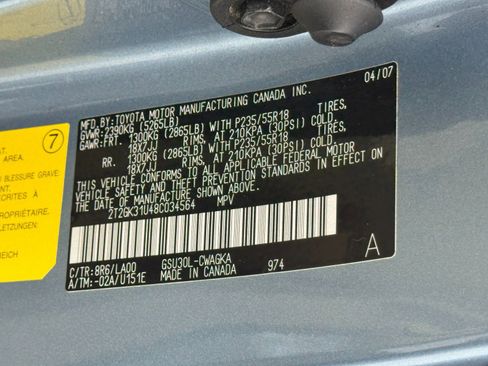 MFD.BY:TOYOTA MOTOR MANUFACTURING CANADA INC. 04/07
GVWR:2390KG(5265LB)
GAWR:FRT. 1300KG(2865LB) WITH P235/55R18 TIRES.
18X7JJ RIMS. AT 210KPA (30PSI) COLD.
RR. 1300KG(2865LB) WITH P235/55R18 TIRES.
18X7JJ RIMS. AT 210KPA (30PSI) COLD.
THIS VEHICLE CONFORMS TO ALL APPLICABLE FEDERAL MOTOR
VEHICLE SAFETY AND THEFT PREVENTION STANDARDS IN EFFECT
ON THE DATE OF MANUFACTURE SHOWN ABOVE.
2T2GK31U48C034564 MPV
C/TR:8R6/LA00 GSU30L-CWAGKA A
A/TM:-02A/U151E MADE IN CANADA 974
7
AREA.
BLESSURE GRAVE
PROPRIÉTAIRE.